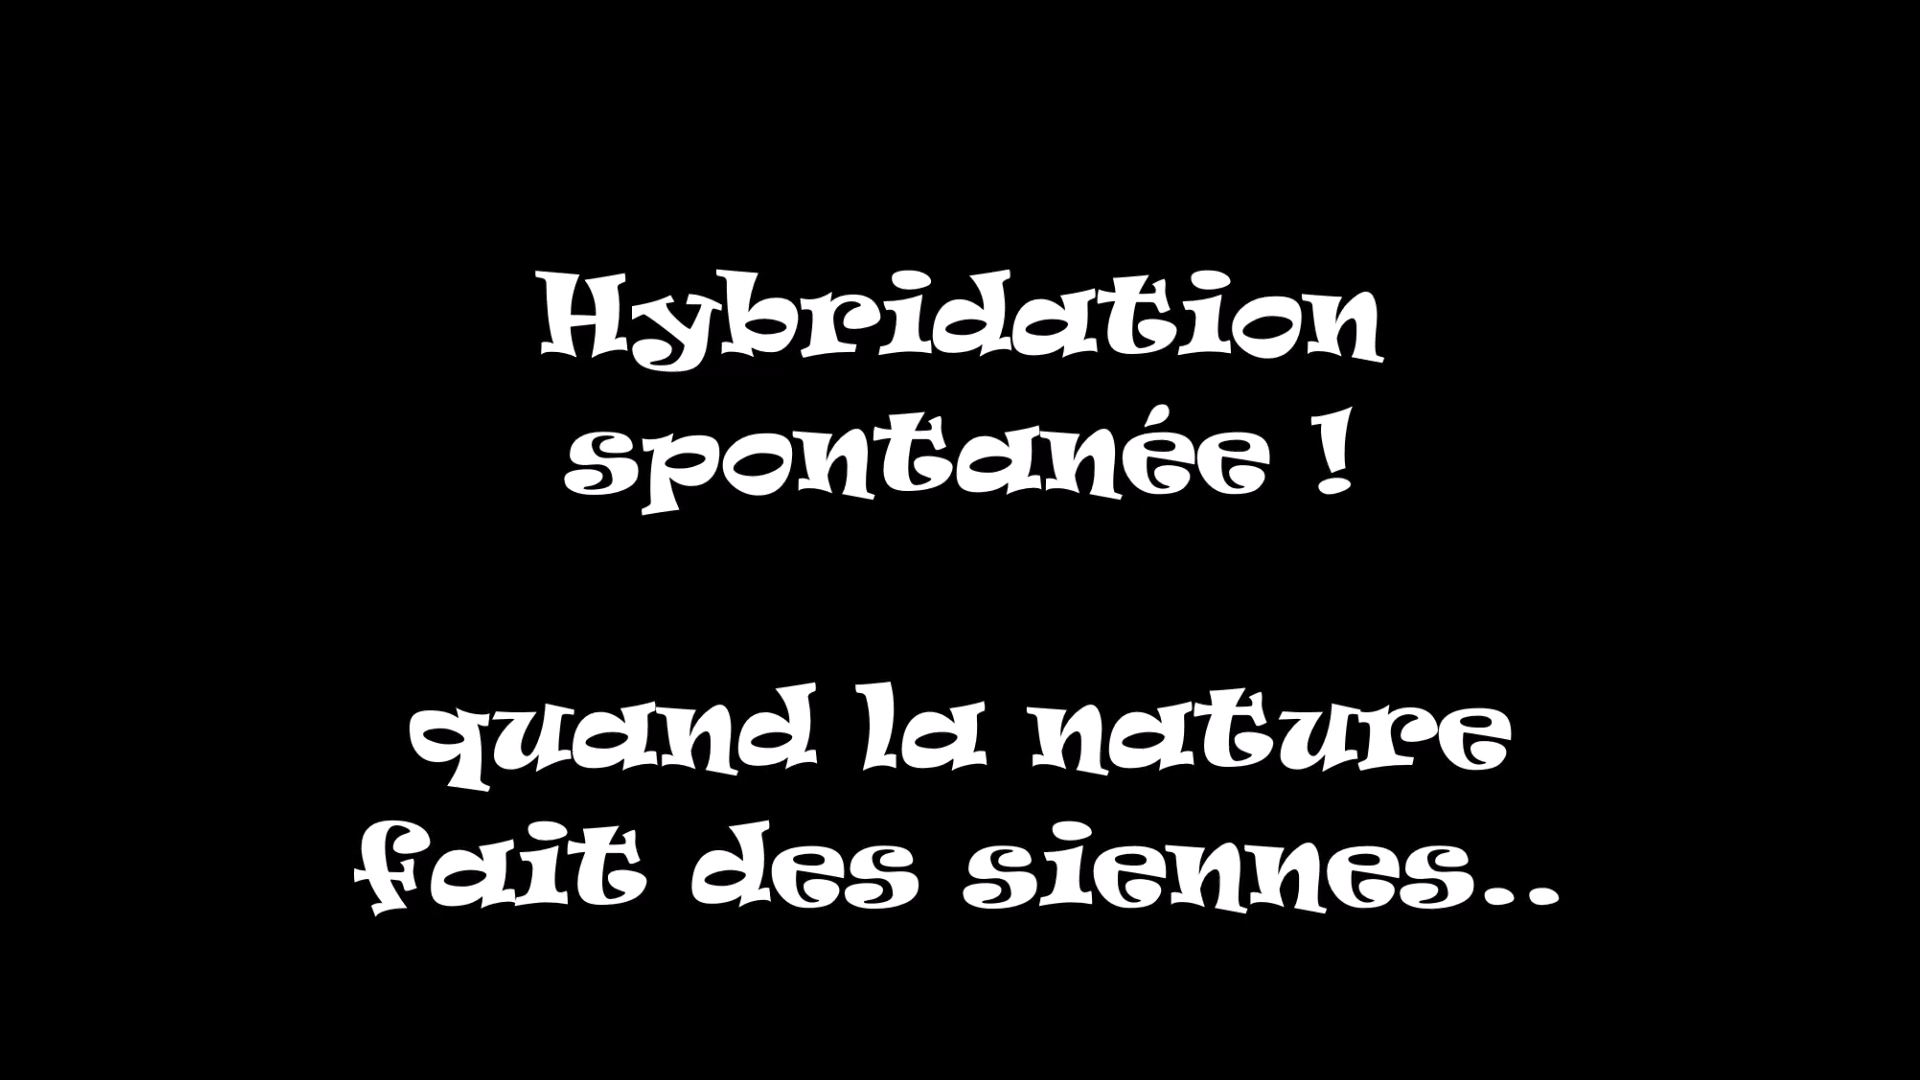 Hybridation
spontanée !
quand la nature
fait des siennes..